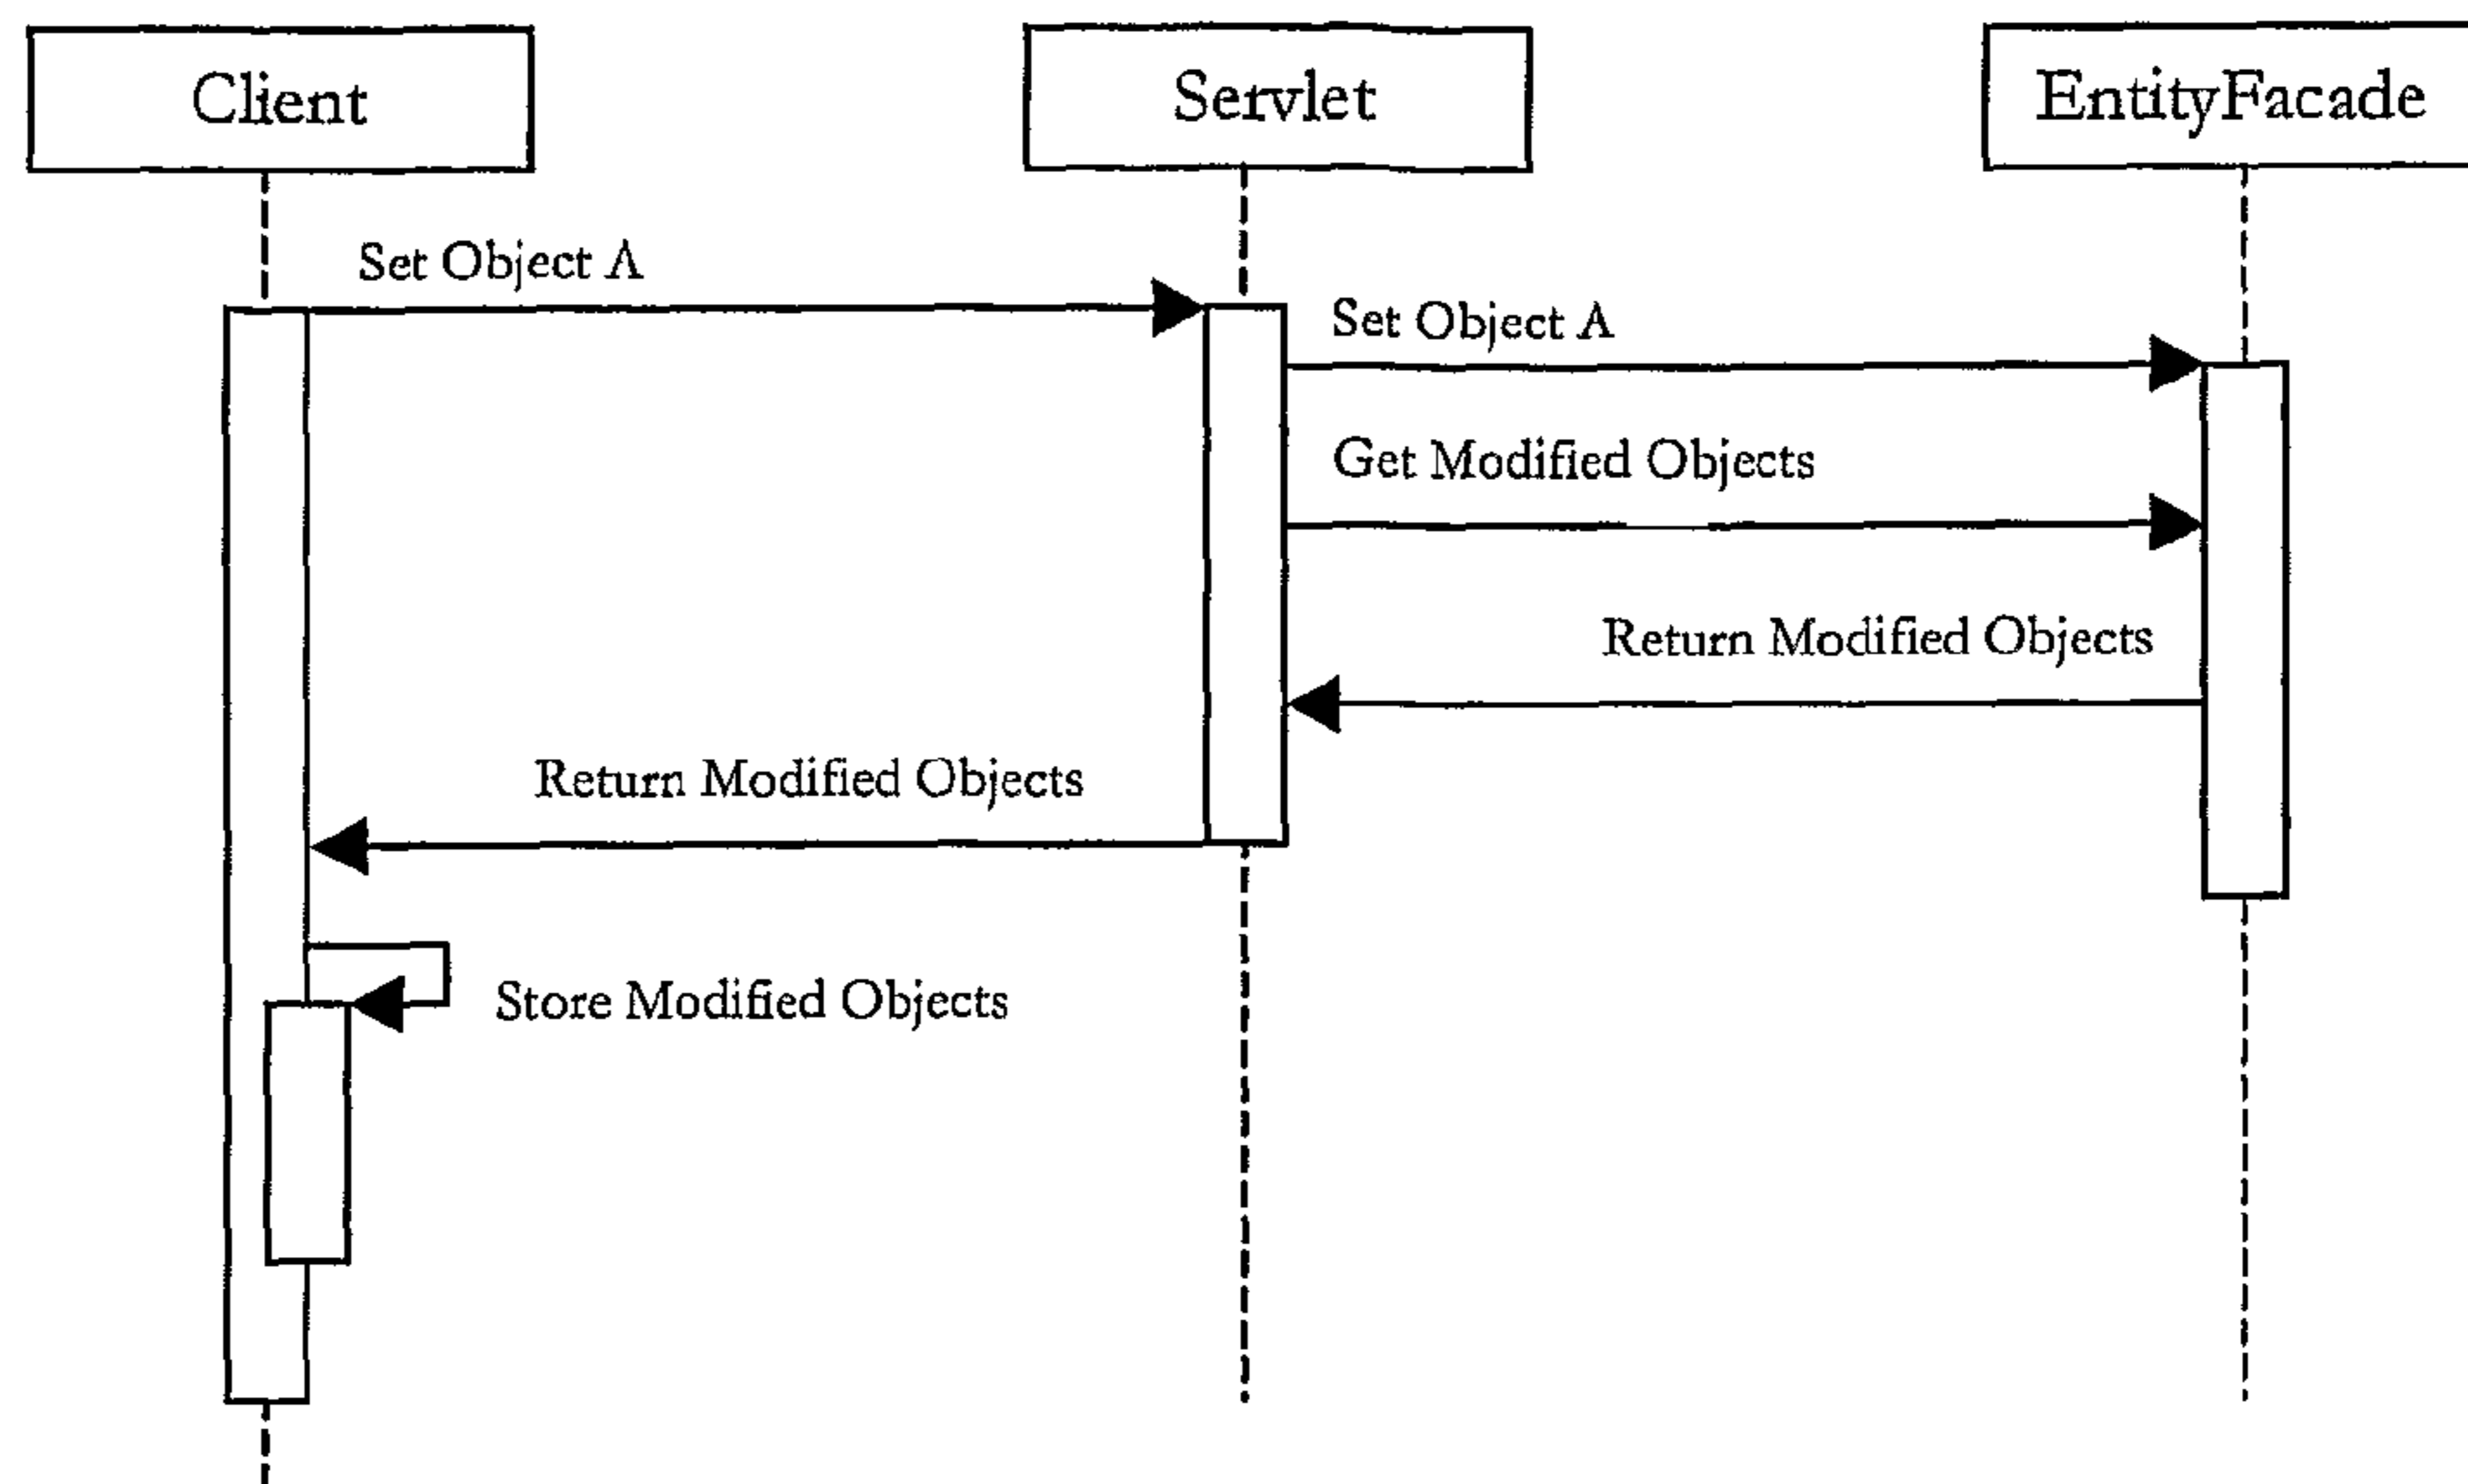 Client
Servlet
EntityFacade
Set Object A
Set Object A
Get Modified Objects
Return Modified Objects
Return Modified Objects
Store Modified Objects